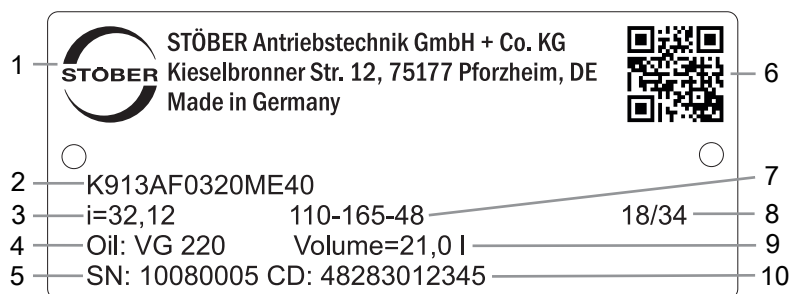 STÖBER Antriebstechnik GmbH + Co. KG
1 STÖBER Kieselbronner Str. 12, 75177 Pforzheim, DE 6
Made in Germany
2 K913AF0320ME40 7
3 i=32,12 110-165-48 18/34 8
4 Oil: VG 220 Volume=21,0 l 9
5 SN: 10080005 CD: 48283012345 10